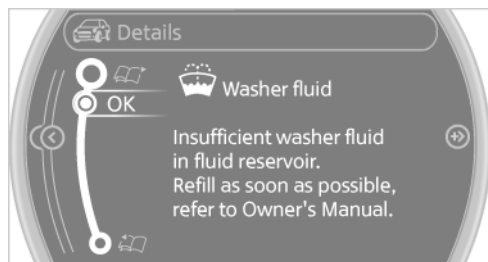 Details
OK
Washer fluid
Insufficient washer fluid
in fluid reservoir.
Refill as soon as possible,
refer to Owner's Manual.